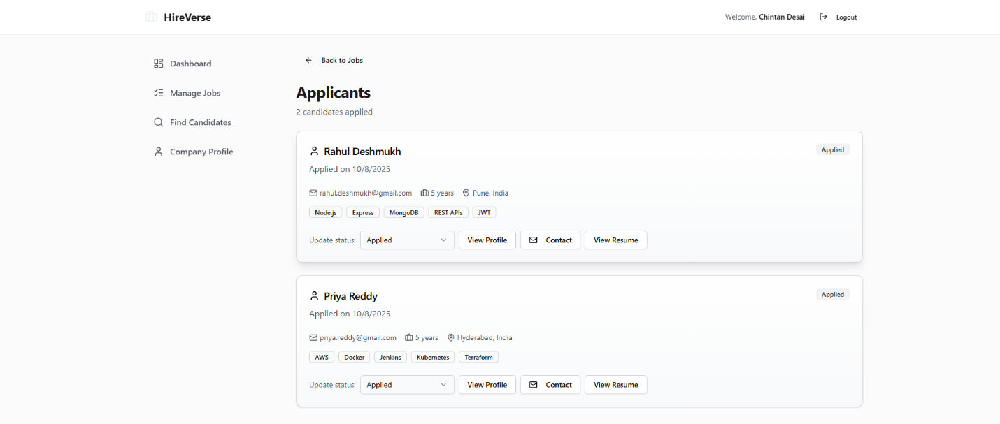 HireVerse
Welcome, Chintan Desai
Logout
Dashboard
Manage Jobs
Find Candidates
Company Profile
Back to Jobs
Applicants
2 candidates applied
Rahul Deshmukh
Applied
Applied on 10/8/2025
rahul.deshmukh@gmail.com 5 years Pune, India
Node.js Express MongoDB REST APIs JWT
Update status: Applied View Profile Contact View Resume
Priya Reddy
Applied
Applied on 10/8/2025
priya.reddy@gmail.com 5 years Hyderabad, India
AWS Docker Jenkins Kubernetes Terraform
Update status: Applied View Profile Contact View Resume